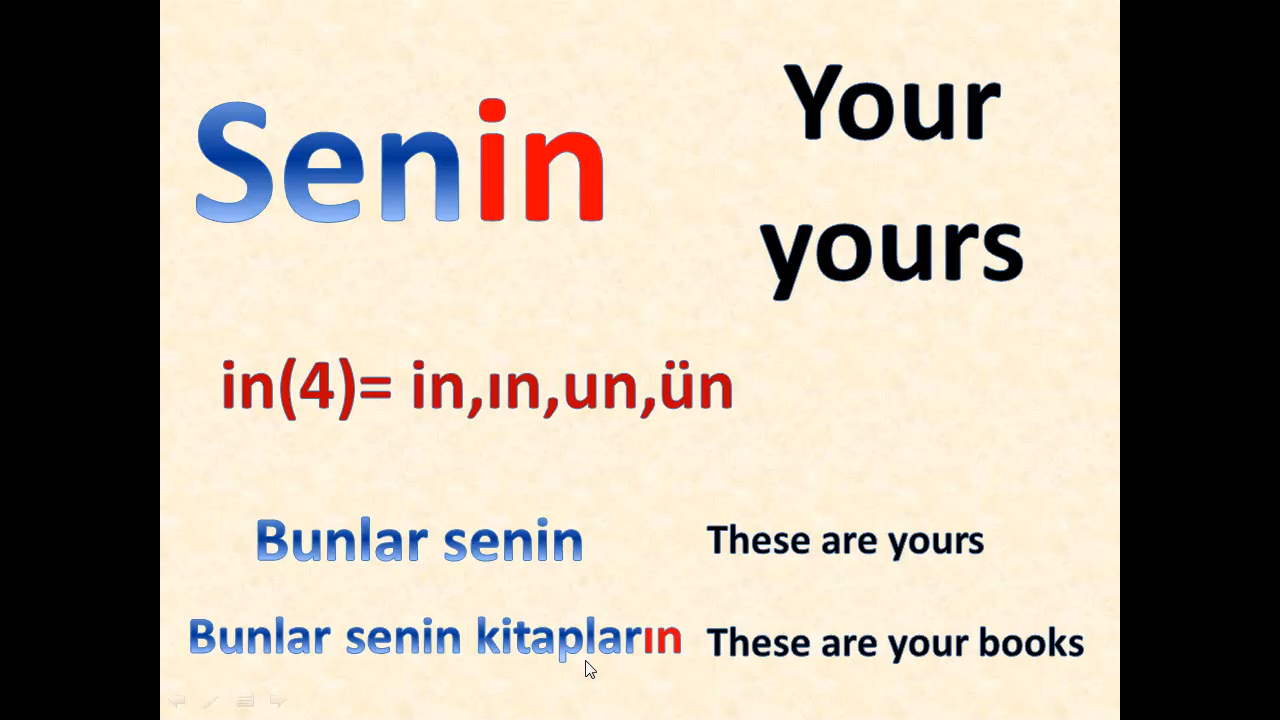 Senin
Your
yours
in(4)= in,ın,un,ün
Bunlar senin
These are yours
Bunlar senin kitapların
These are your books